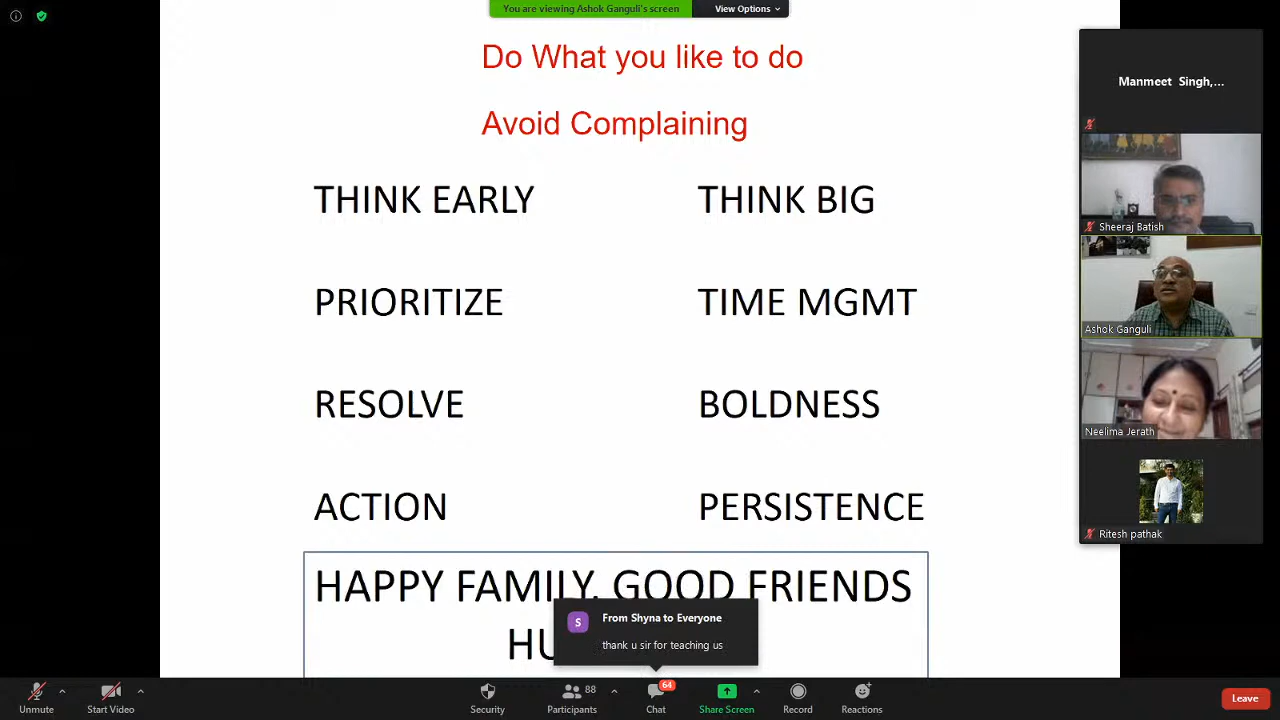 You are viewing Ashok Ganguli's screen
View Options
Do What you like to do
Avoid Complaining
THINK EARLY THINK BIG
PRIORITIZE TIME MGMT
RESOLVE BOLDNESS
ACTION PERSISTENCE
HAPPY FAMILY, GOOD FRIENDS
Manmeet Singh,...
Sheeraj Batish
Ashok Ganguli
Neelima Jerath
Ritesh pathak
S
From Shyna to Everyone
thank u sir for teaching us
Unmute
Start Video
Security
Participants 88
Chat 64
Share Screen
Record
Reactions
Leave